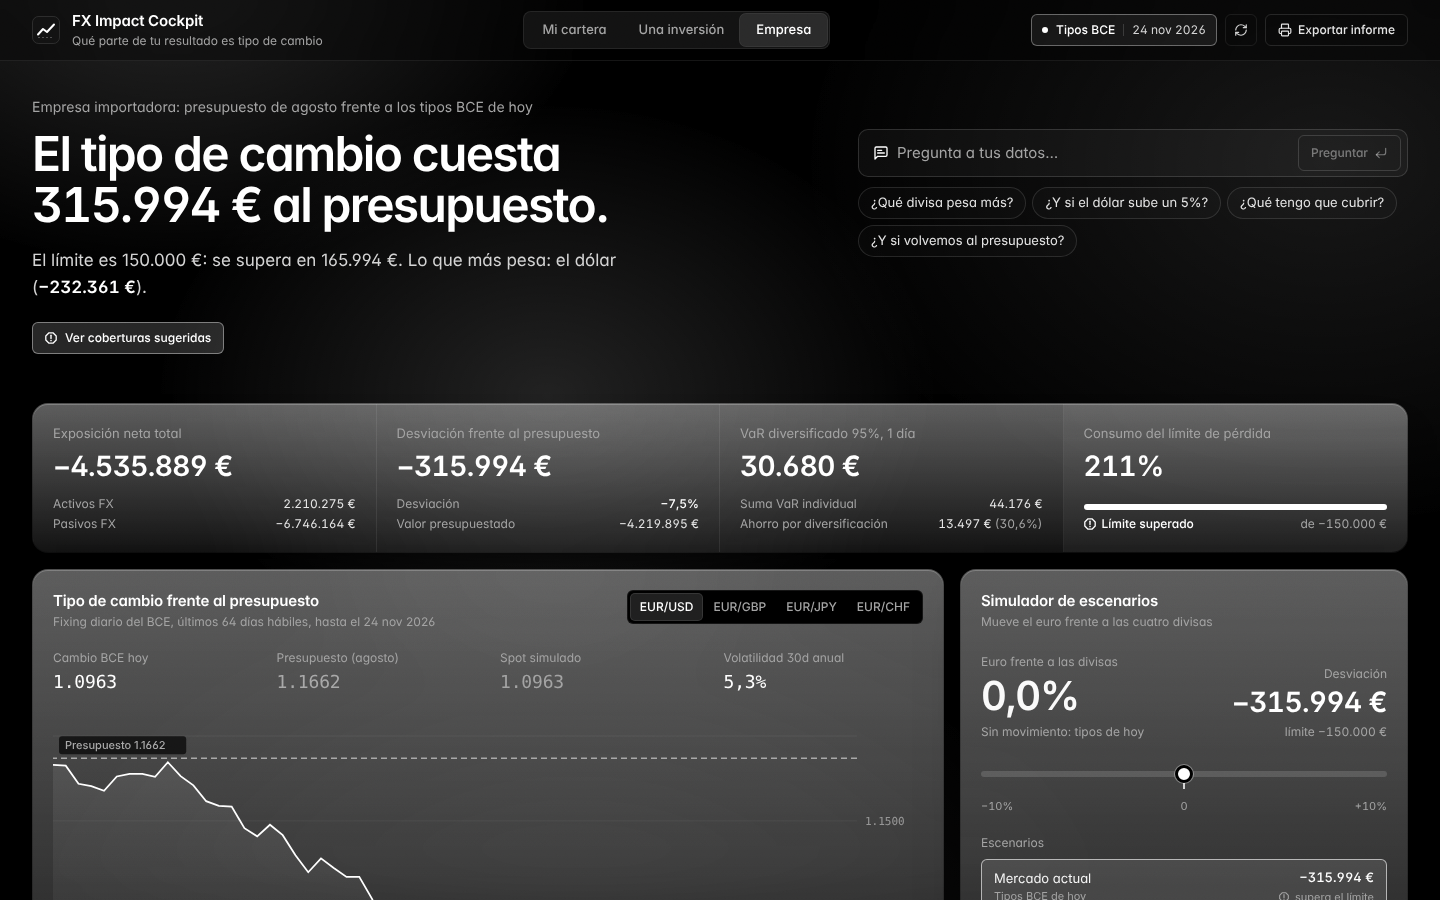 FX Impact Cockpit
Qué parte de tu resultado es tipo de cambio
Mi cartera
Una inversión
Empresa
Tipos BCE
24 nov 2026
Exportar informe
Empresa importadora: presupuesto de agosto frente a los tipos BCE de hoy
El tipo de cambio cuesta
315.994 € al presupuesto.
El límite es 150.000 €: se supera en 165.994 €. Lo que más pesa: el dólar
(−232.361 €).
Ver coberturas sugeridas
Pregunta a tus datos...
Preguntar
¿Qué divisa pesa más?
¿Y si el dólar sube un 5%?
¿Qué tengo que cubrir?
¿Y si volvemos al presupuesto?
Exposición neta total
−4.535.889 €
Activos FX 2.210.275 €
Pasivos FX −6.746.164 €
Desviación frente al presupuesto
−315.994 €
Desviación −7,5%
Valor presupuestado −4.219.895 €
VaR diversificado 95%, 1 día
30.680 €
Suma VaR individual 44.176 €
Ahorro por diversificación 13.497 € (30,6%)
Consumo del límite de pérdida
211%
Límite superado de −150.000 €
Tipo de cambio frente al presupuesto
Fixing diario del BCE, últimos 64 días hábiles, hasta el 24 nov 2026
EUR/USD EUR/GBP EUR/JPY EUR/CHF
Cambio BCE hoy
1.0963
Presupuesto (agosto)
1.1662
Spot simulado
1.0963
Volatilidad 30d anual
5,3%
Presupuesto 1.1662
1.1500
Simulador de escenarios
Mueve el euro frente a las cuatro divisas
Euro frente a las divisas
0,0%
Sin movimiento: tipos de hoy
Desviación
−315.994 €
límite −150.000 €
−10% 0 +10%
Escenarios
Mercado actual −315.994 €
Tipos BCE de hoy supera el límite